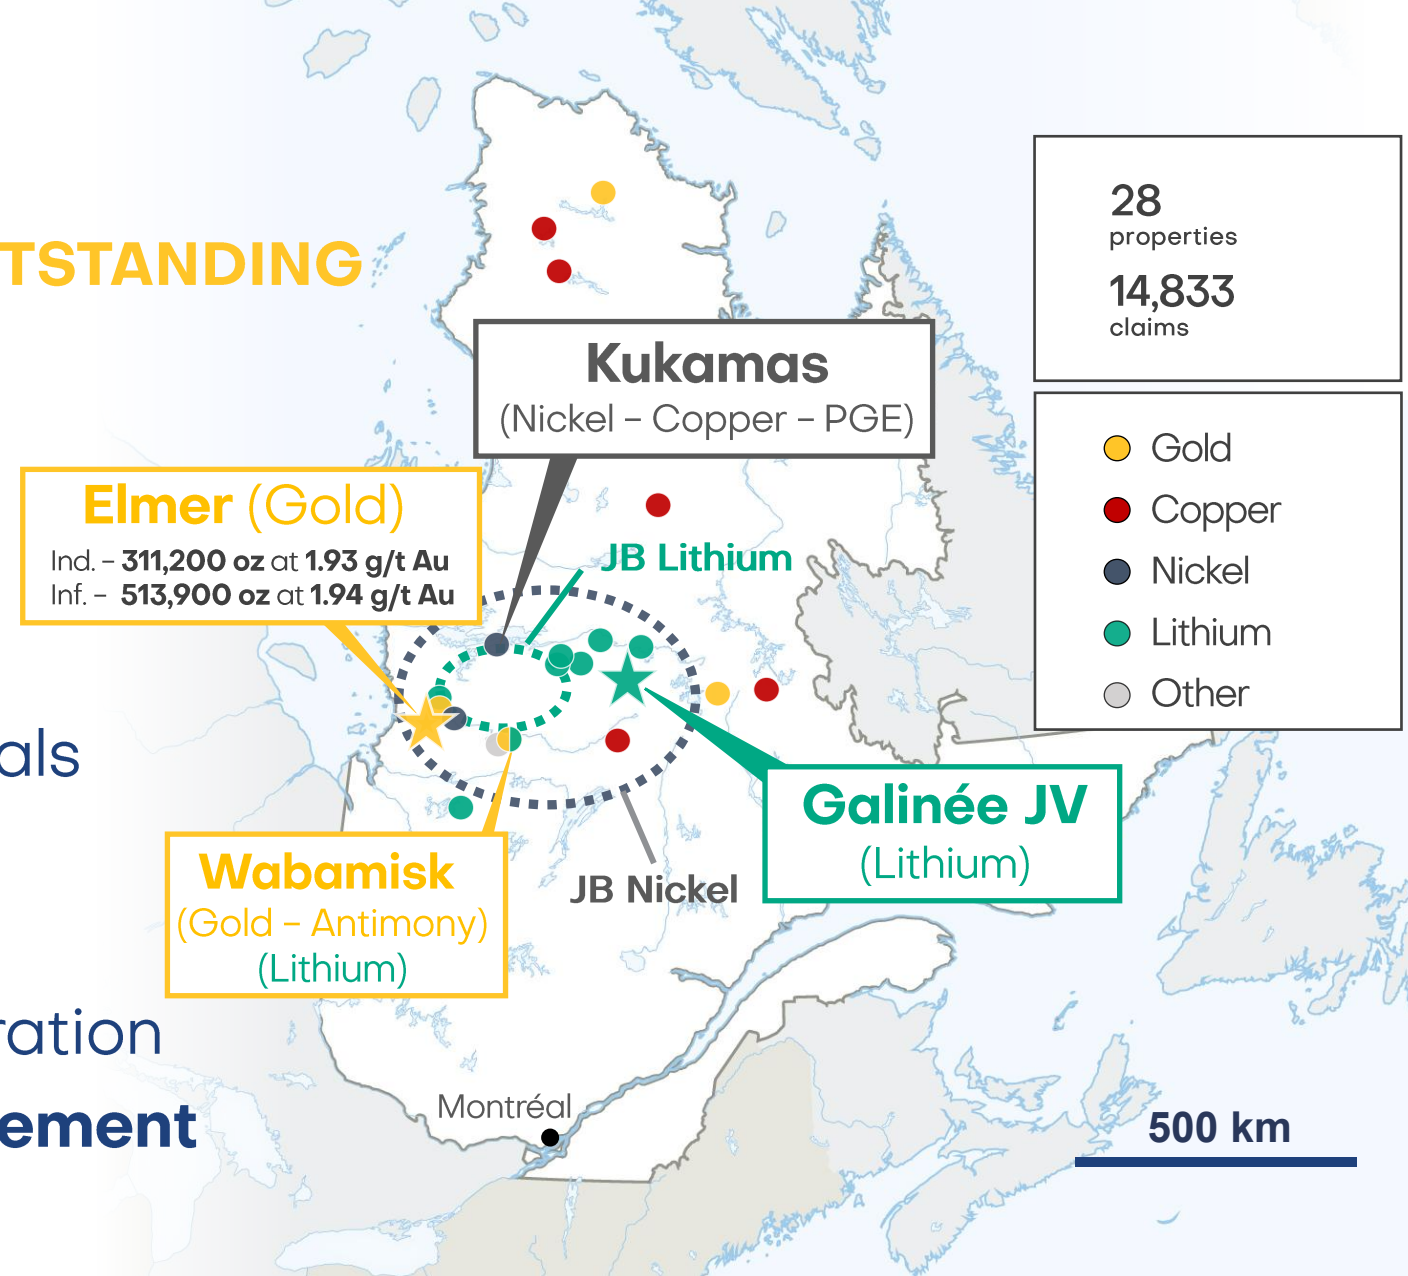 TSTANDING
28
properties
14,833
claims
Kukamas
(Nickel – Copper – PGE)
Gold
Copper
Nickel
Lithium
Other
Elmer (Gold)
Ind. – 311,200 oz at 1.93 g/t Au
Inf. – 513,900 oz at 1.94 g/t Au
JB Lithium
als
Galinée JV
(Lithium)
Wabamisk
(Gold – Antimony)
(Lithium)
JB Nickel
ration
ement
Montréal
500 km